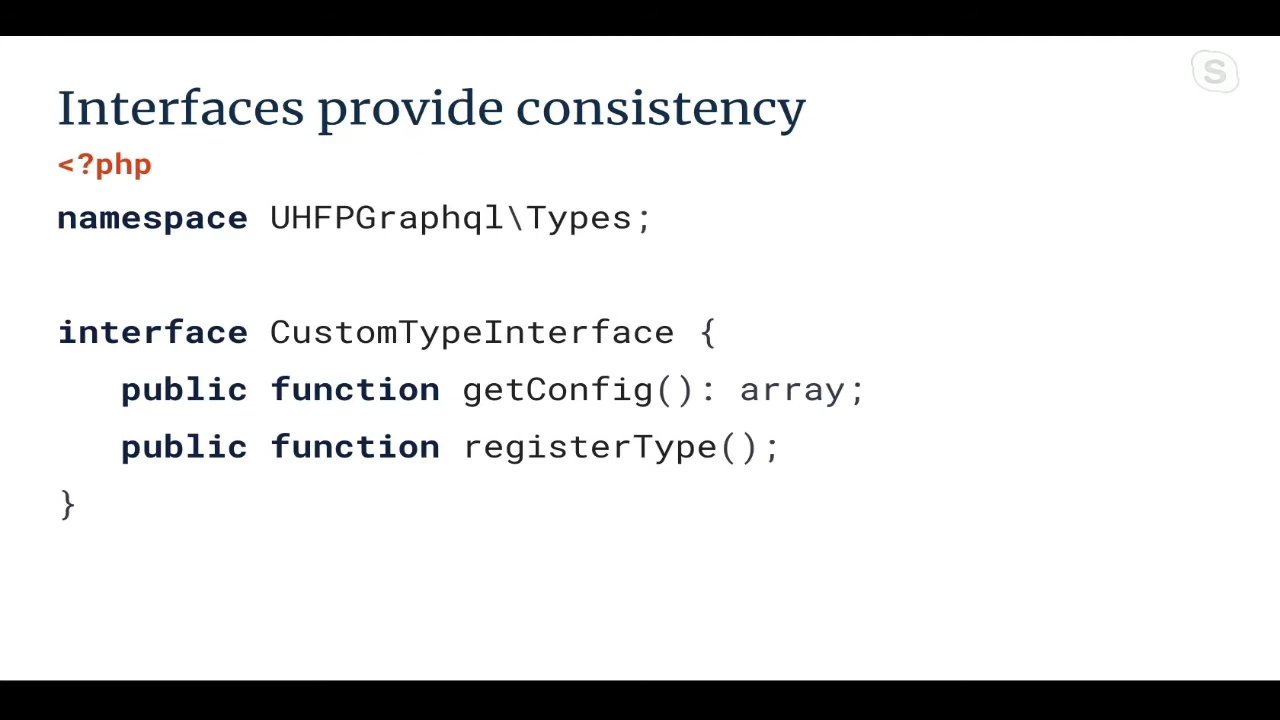 Interfaces provide consistency
<?php
namespace UHFPGraphql\Types;
interface CustomTypeInterface {
public function getConfig(): array;
public function registerType();
}
S